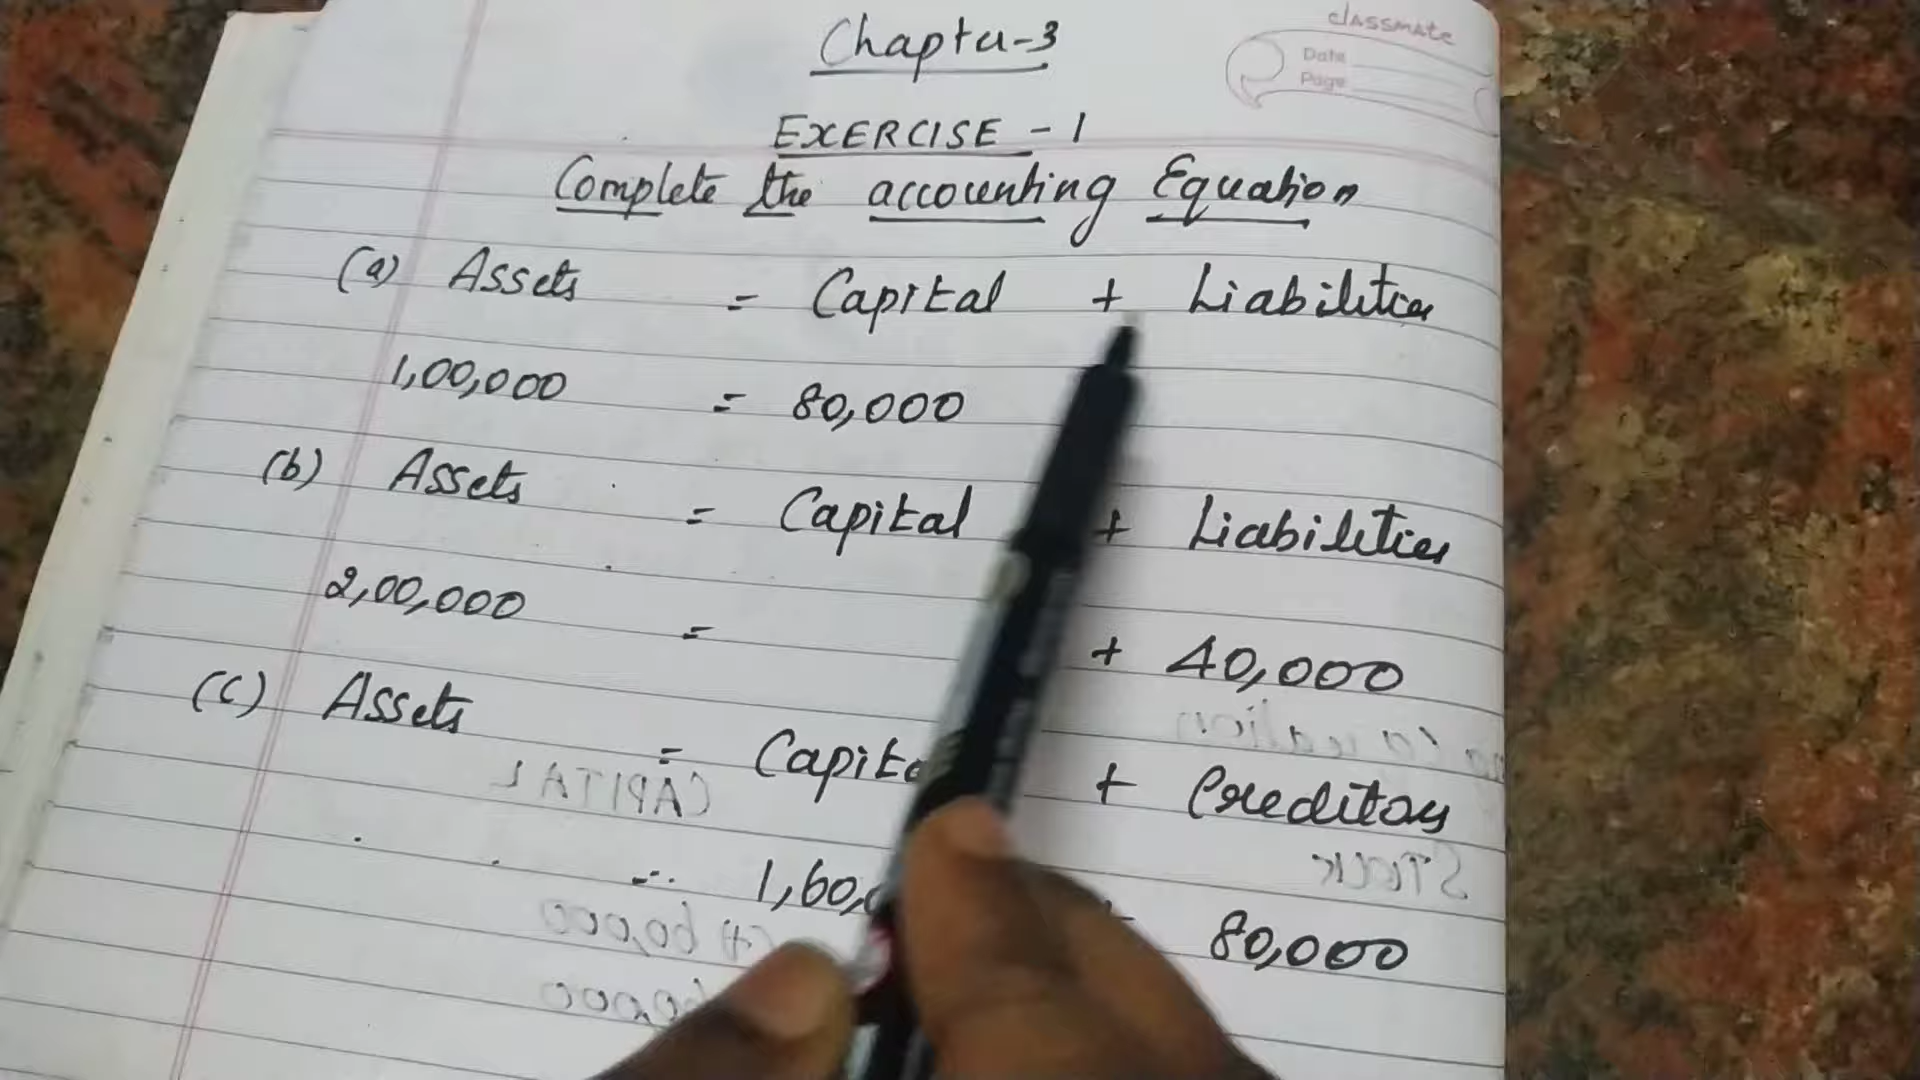 classmate
Date
Page
Chapter-3
EXERCISE - 1
Complete the accounting Equation
(a) Assets = Capital + Liabilities
1,00,000 = 80,000
(b) Assets = Capital + Liabilities
2,00,000 = + 40,000
(c) Assets = + Creditors
80,000